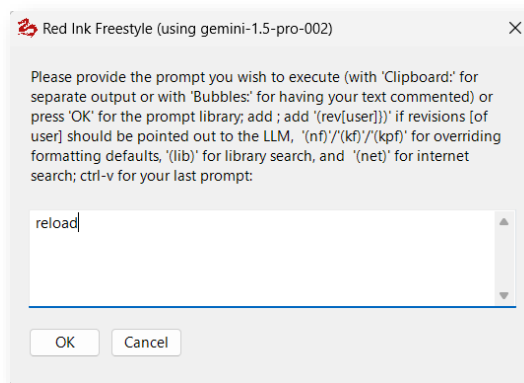 Red Ink Freestyle (using gemini-1.5-pro-002)
Please provide the prompt you wish to execute (with 'Clipboard:' for
separate output or with 'Bubbles:' for having your text commented) or
press 'OK' for the prompt library; add ; add '(rev[user]})' if revisions [of
user] should be pointed out to the LLM,  '(nf)'/'(kf)'/'(kpf)' for overriding
formatting defaults, '(lib)' for library search, and  '(net)' for internet
search; ctrl-v for your last prompt:
reload
OK Cancel